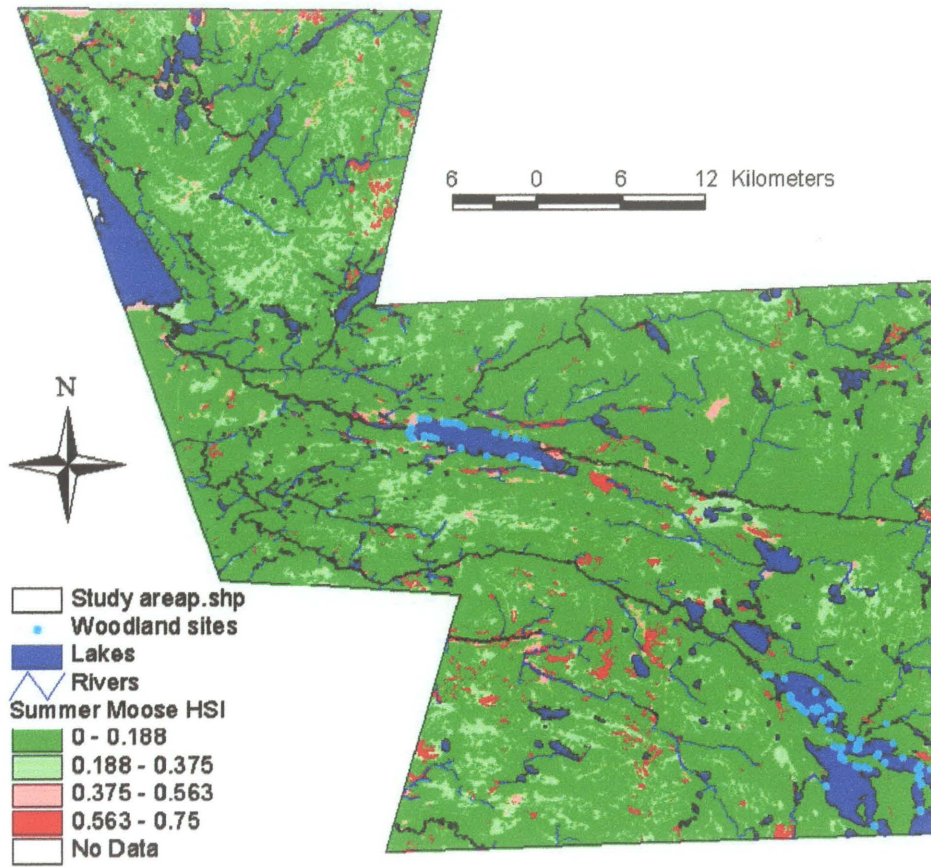 6 0 6 12 Kilometers
N
Study areap.shp
Woodland sites
Lakes
Rivers
Summer Moose HSI
0 - 0.188
0.188 - 0.375
0.375 - 0.563
0.563 - 0.75
No Data